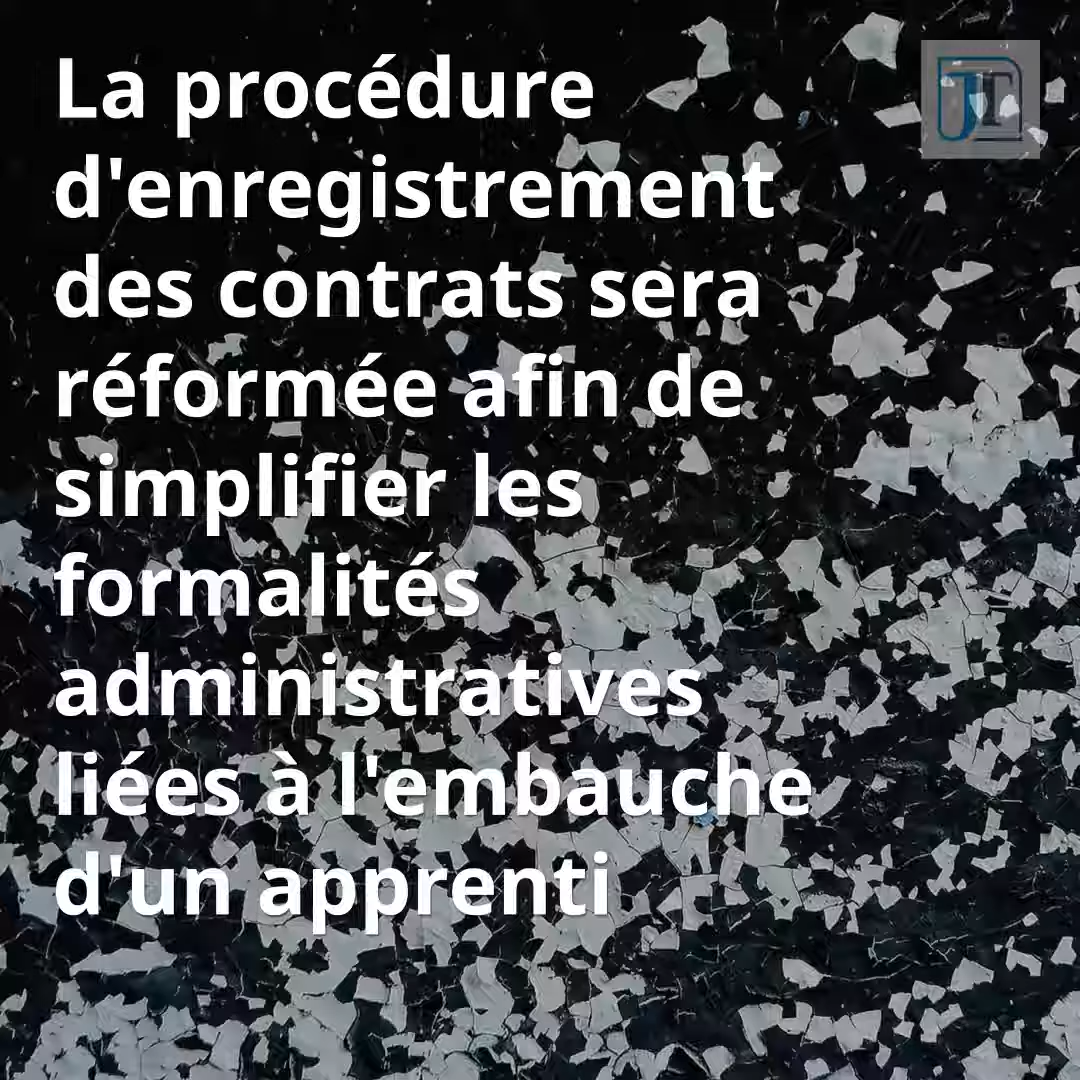 La procédure
d'enregistrement
des contrats sera
réformée afin de
simplifier les
formalités
administratives
liées à l'embauche
d'un apprenti